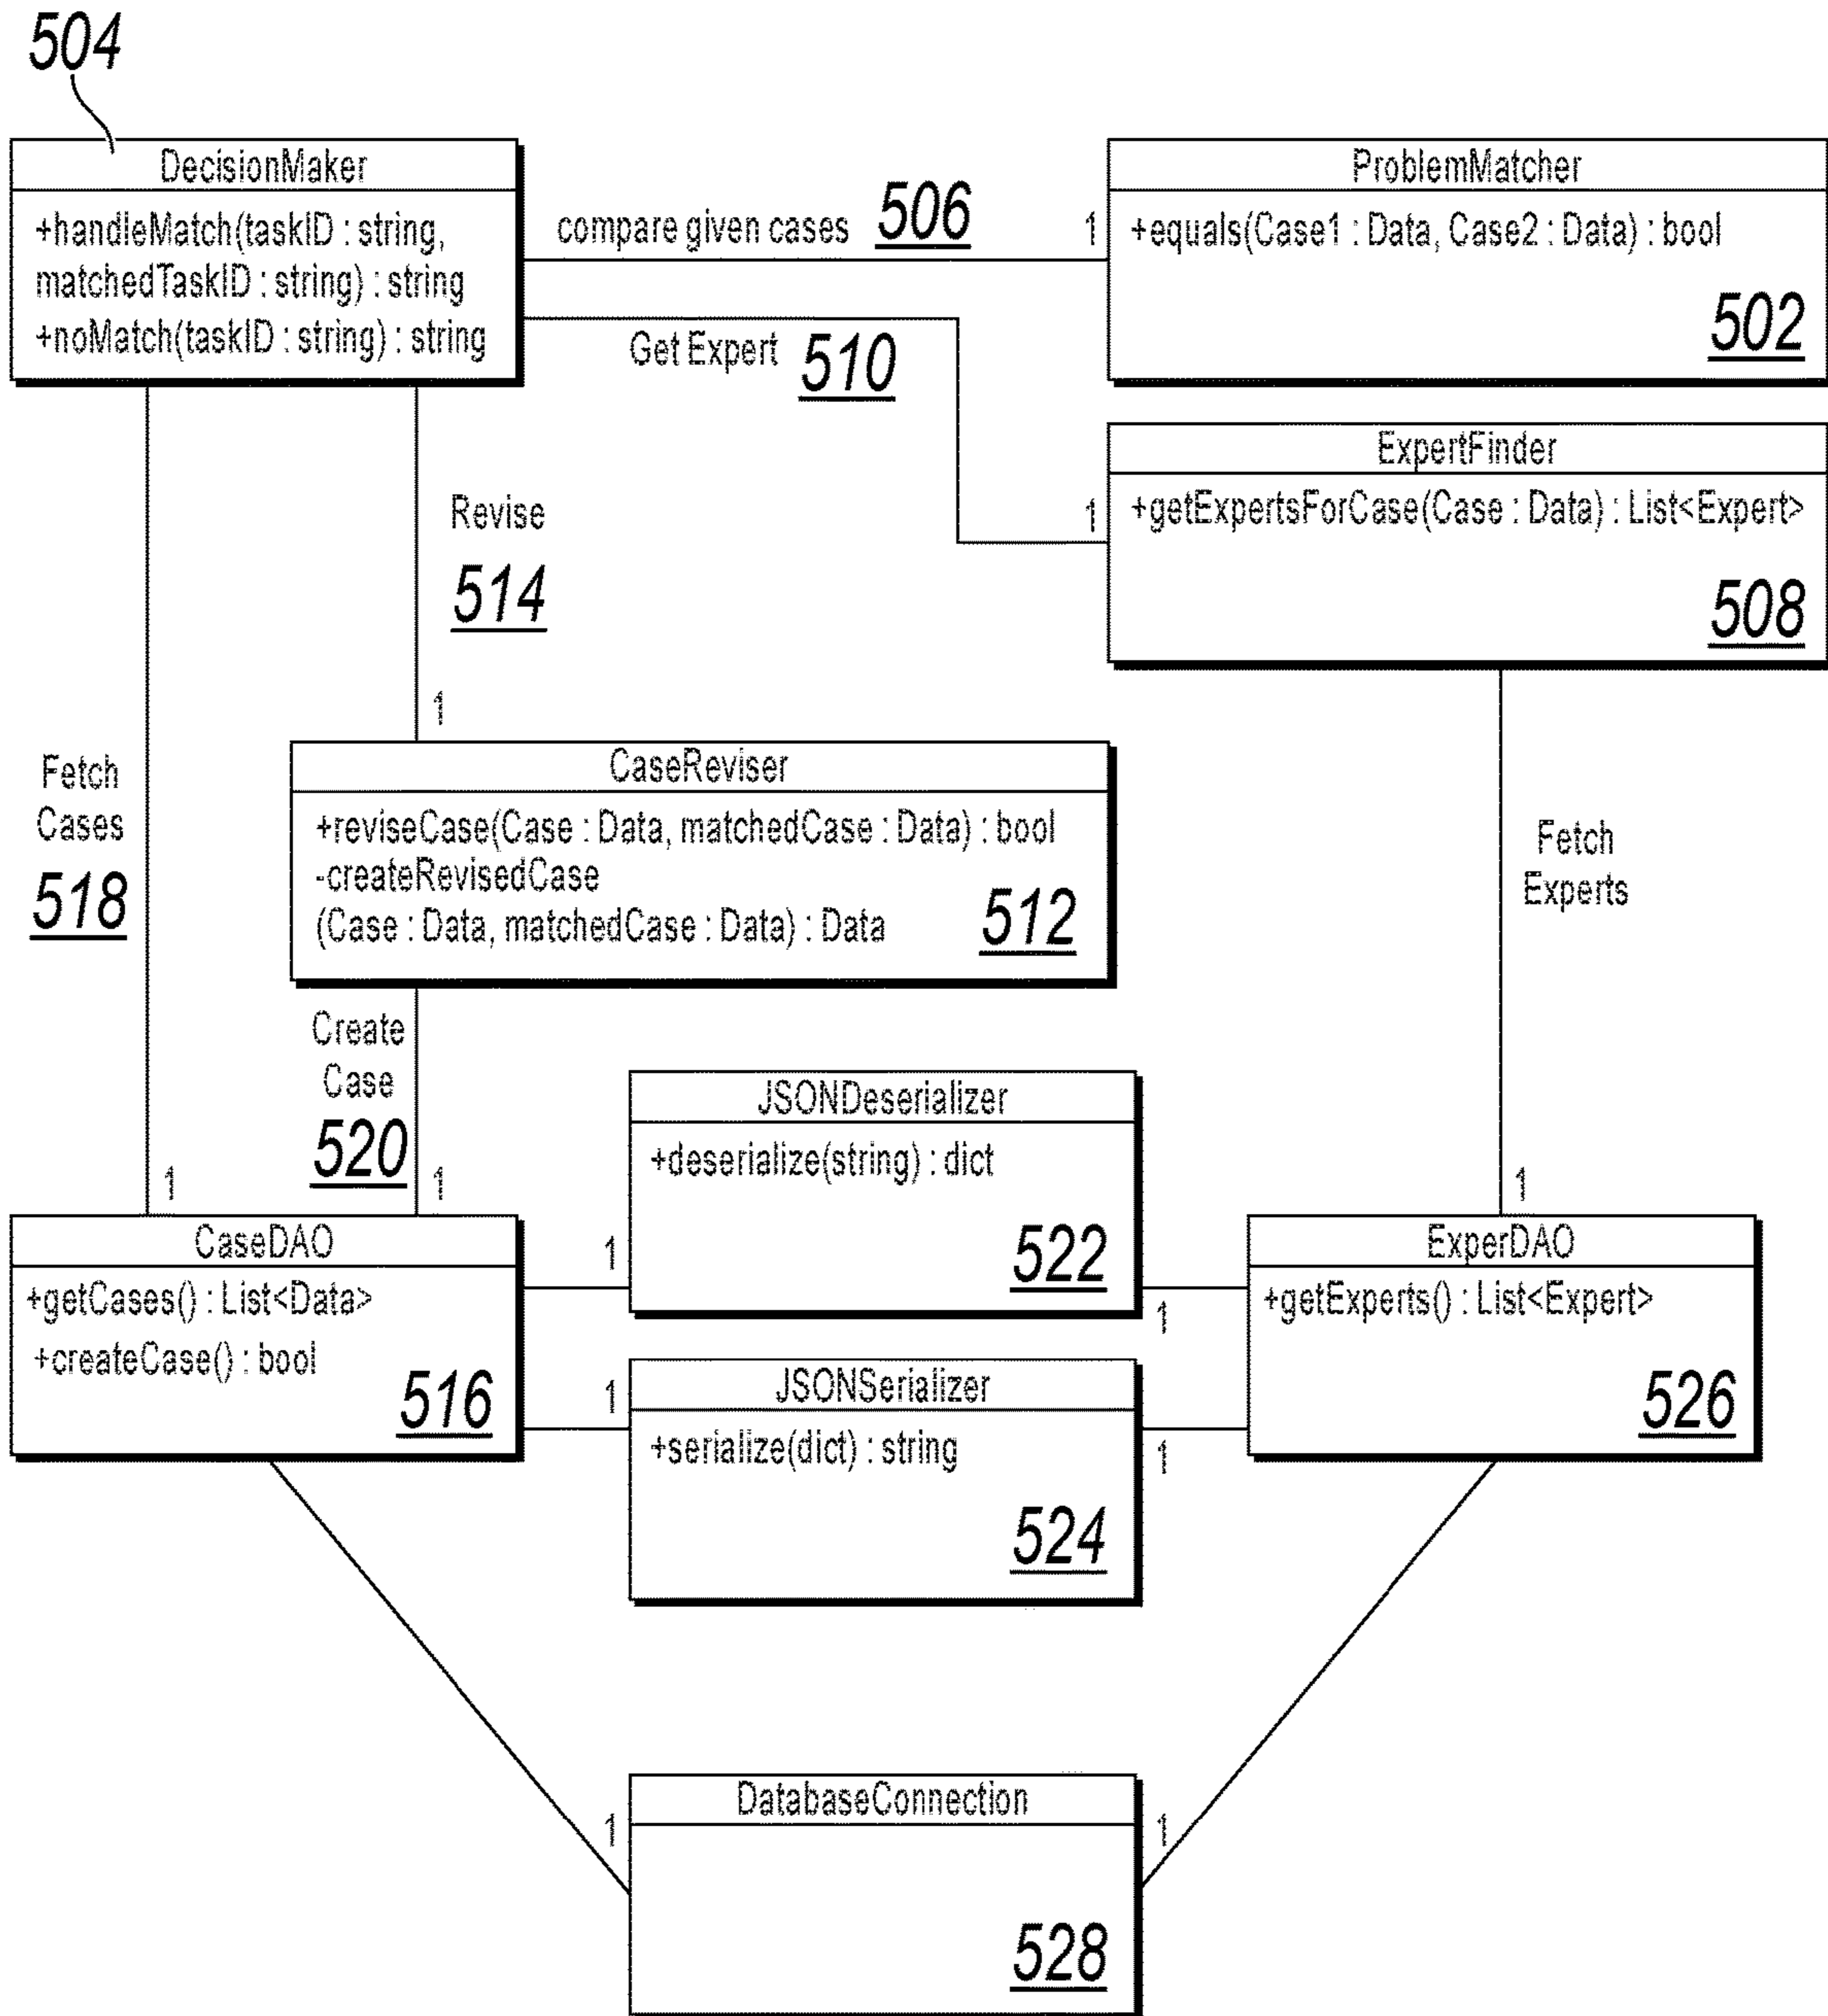 504
DecisionMaker
+handleMatch(taskID : string,
matchedTaskID : string) : string
+noMatch(taskID : string) : string
compare given cases 506
1
ProblemMatcher
+equals(Case1 : Data, Case2 : Data) : bool
502
Get Expert 510
1
ExpertFinder
+getExpertsForCase(Case : Data) : List<Expert>
508
Revise
514
1
Fetch
Cases
518
1
CaseReviser
+reviseCase(Case : Data, matchedCase : Data) : bool
-createRevisedCase
(Case : Data, matchedCase : Data) : Data
512
Fetch
Experts
1
Create
Case
520
1
JSONDeserializer
+deserialize(string) : dict
522
1
1
CaseDAO
+getCases() : List<Data>
+createCase() : bool
516
ExperDAO
+getExperts() : List<Expert>
526
JSONSerializer
+serialize(dict) : string
524
1
1
DatabaseConnection
528
1
1